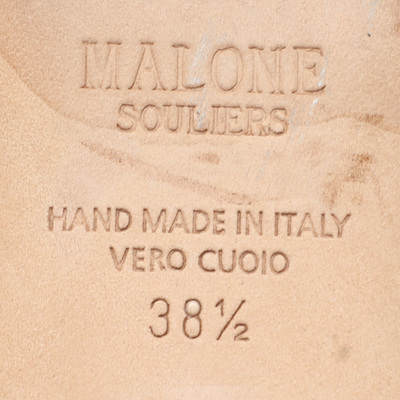 MALONE
SOULIERS
HAND MADE IN ITALY
VERO CUOIO
38½